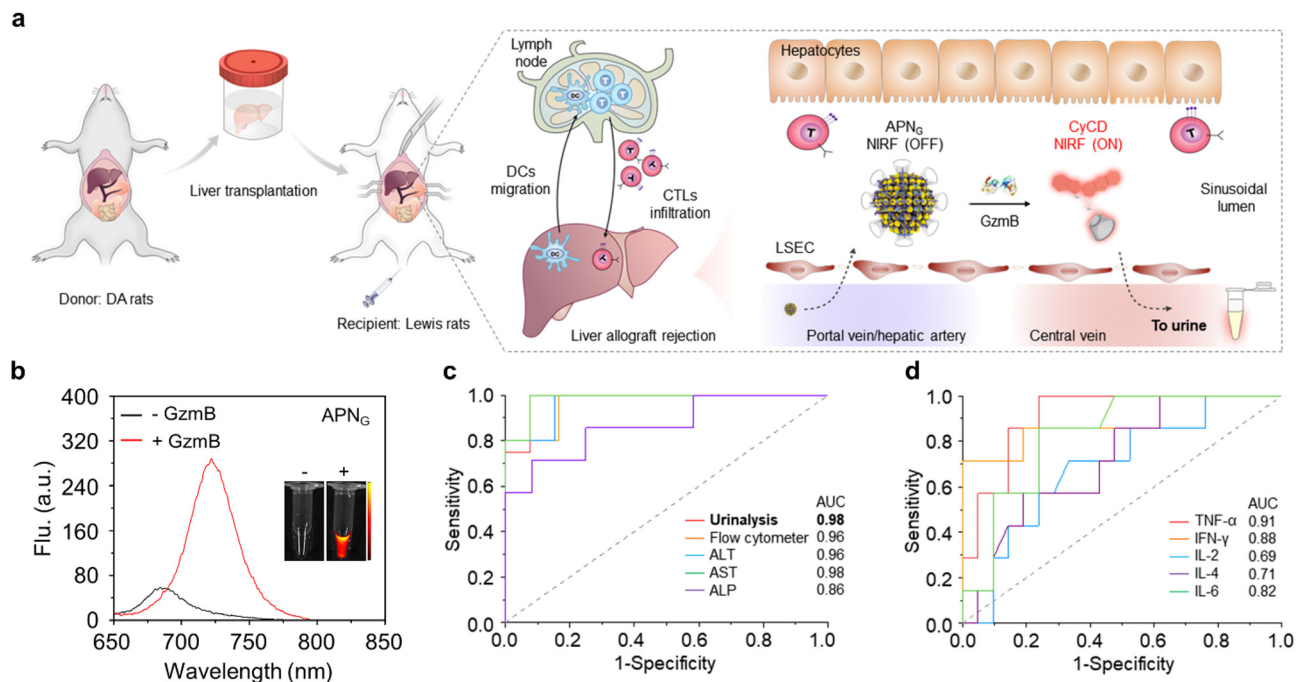 a
Liver transplantation
Donor: DA rats
Recipient: Lewis rats
Lymph
node
DC
T
T
T
DCs
migration
T
T
T
CTLs
infiltration
DC
T
Liver allograft rejection
Hepatocytes
T
APNG
NIRF (OFF)
GzmB
CyCD
NIRF (ON)
T
Sinusoidal
lumen
LSEC
Portal vein/hepatic artery
Central vein
To urine
b
Flu. (a.u.)
400
320
240
160
80
0
- GzmB
+ GzmB
APNG
- +
650 700 750 800 850
Wavelength (nm)
c
Sensitivity
1.0
0.8
0.6
0.4
0.2
0.0
AUC
Urinalysis 0.98
Flow cytometer 0.96
ALT 0.96
AST 0.98
ALP 0.86
0.0 0.2 0.4 0.6 0.8 1.0
1-Specificity
d
Sensitivity
1.0
0.8
0.6
0.4
0.2
0.0
AUC
TNF-α 0.91
IFN-γ 0.88
IL-2 0.69
IL-4 0.71
IL-6 0.82
0.0 0.2 0.4 0.6 0.8 1.0
1-Specificity